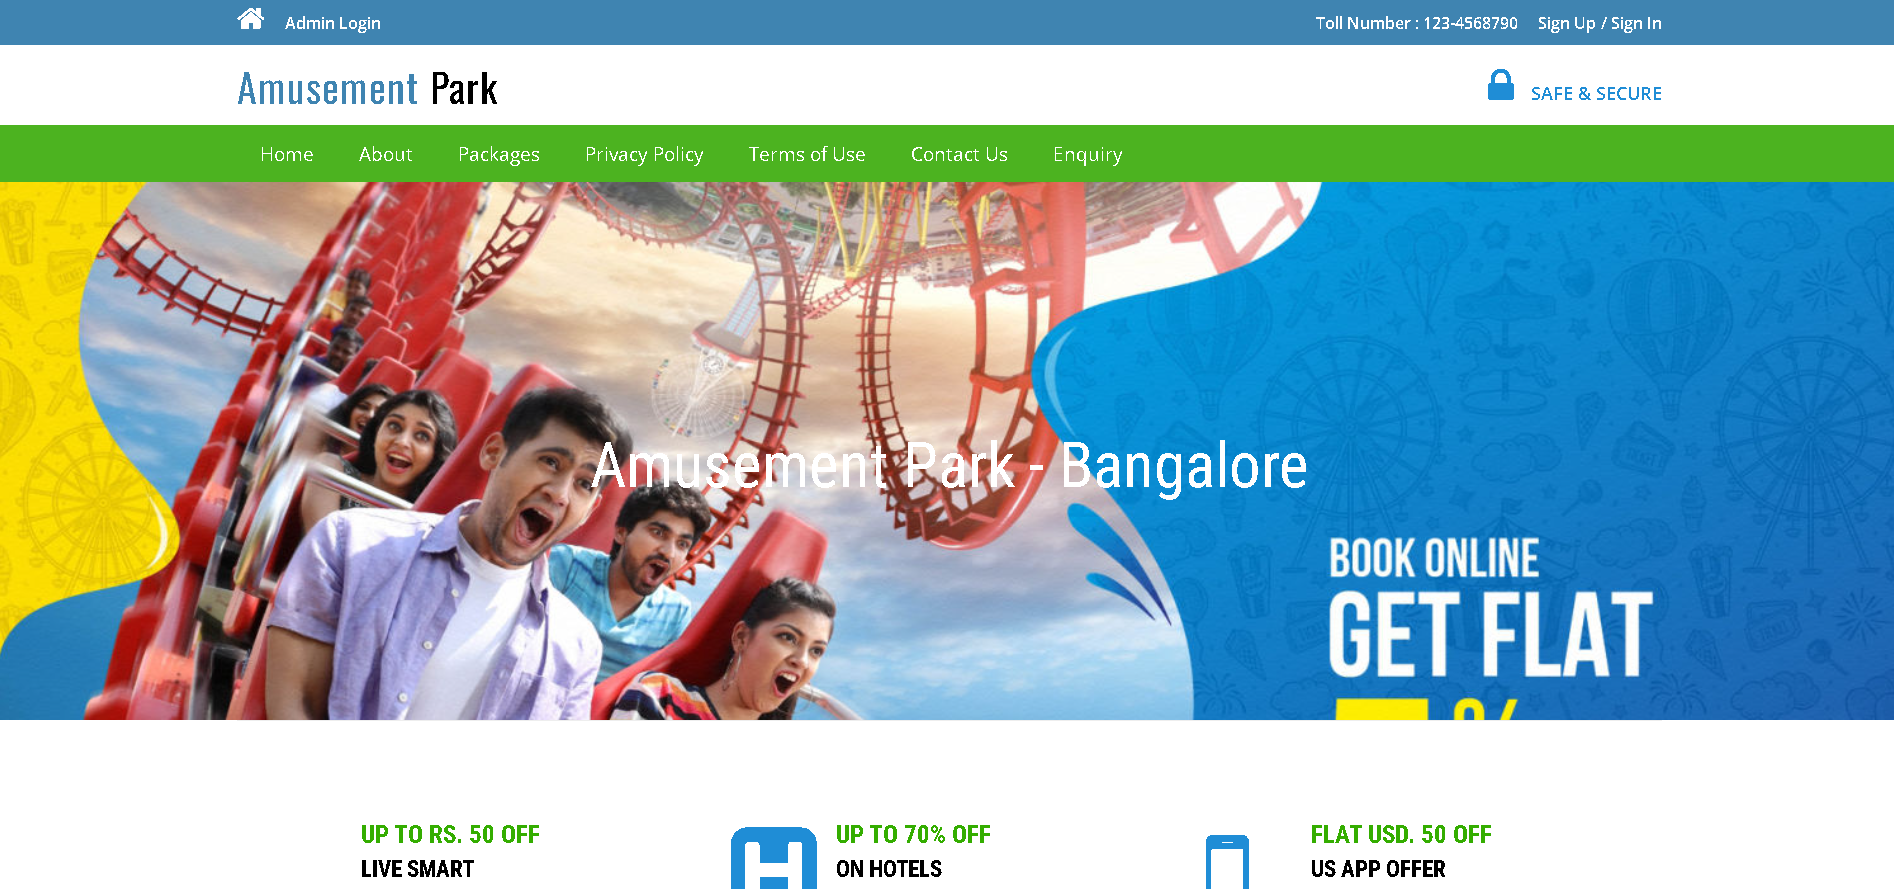 Admin Login
Toll Number : 123-4568790 Sign Up / Sign In
Amusement Park
SAFE & SECURE
Home About Packages Privacy Policy Terms of Use Contact Us Enquiry
Amusement Park - Bangalore
BOOK ONLINE
GET FLAT
UP TO RS. 50 OFF
LIVE SMART
UP TO 70% OFF
ON HOTELS
FLAT USD. 50 OFF
US APP OFFER